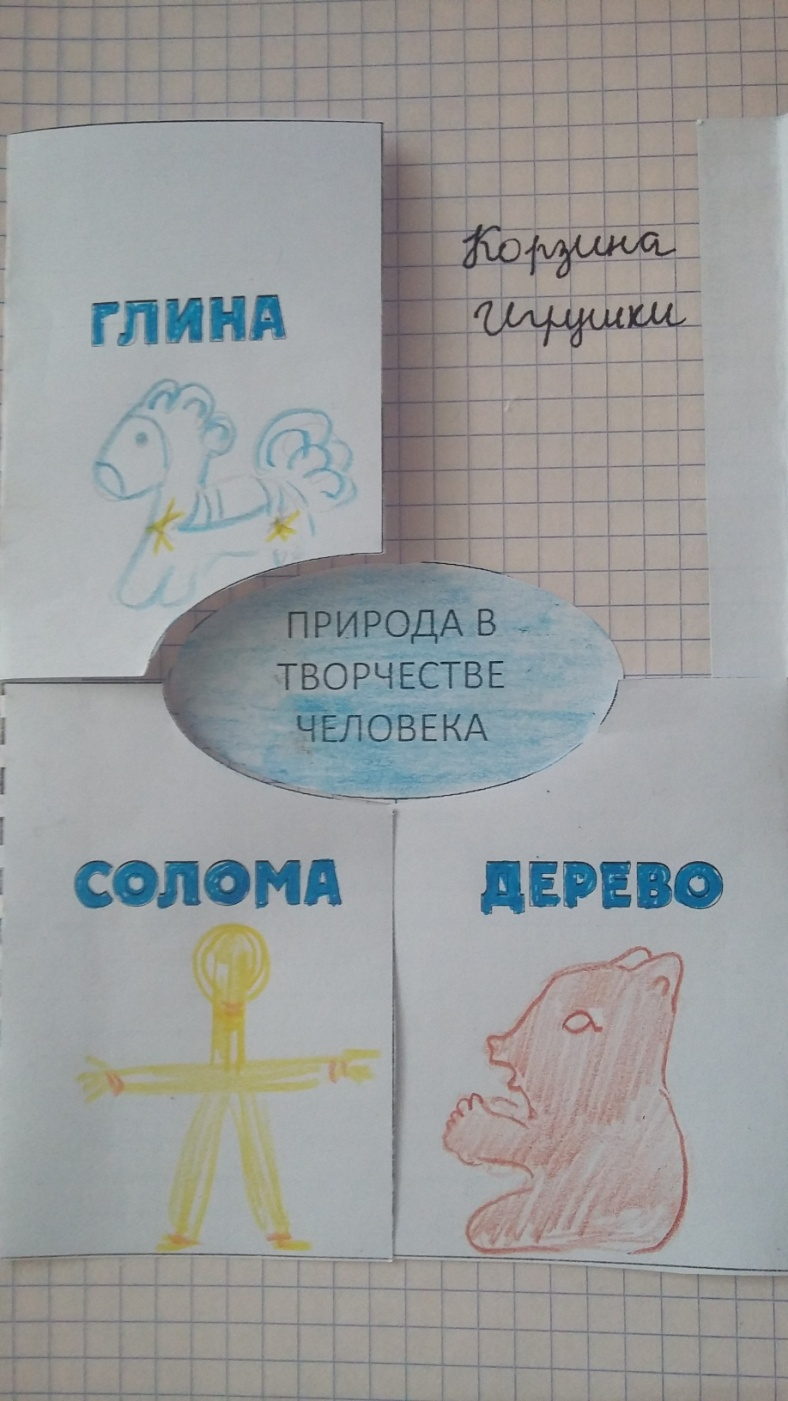 ГЛИНА
Корзина
Игрушки
ПРИРОДА В
ТВОРЧЕСТВЕ
ЧЕЛОВЕКА
СОЛОМА
ДЕРЕВО